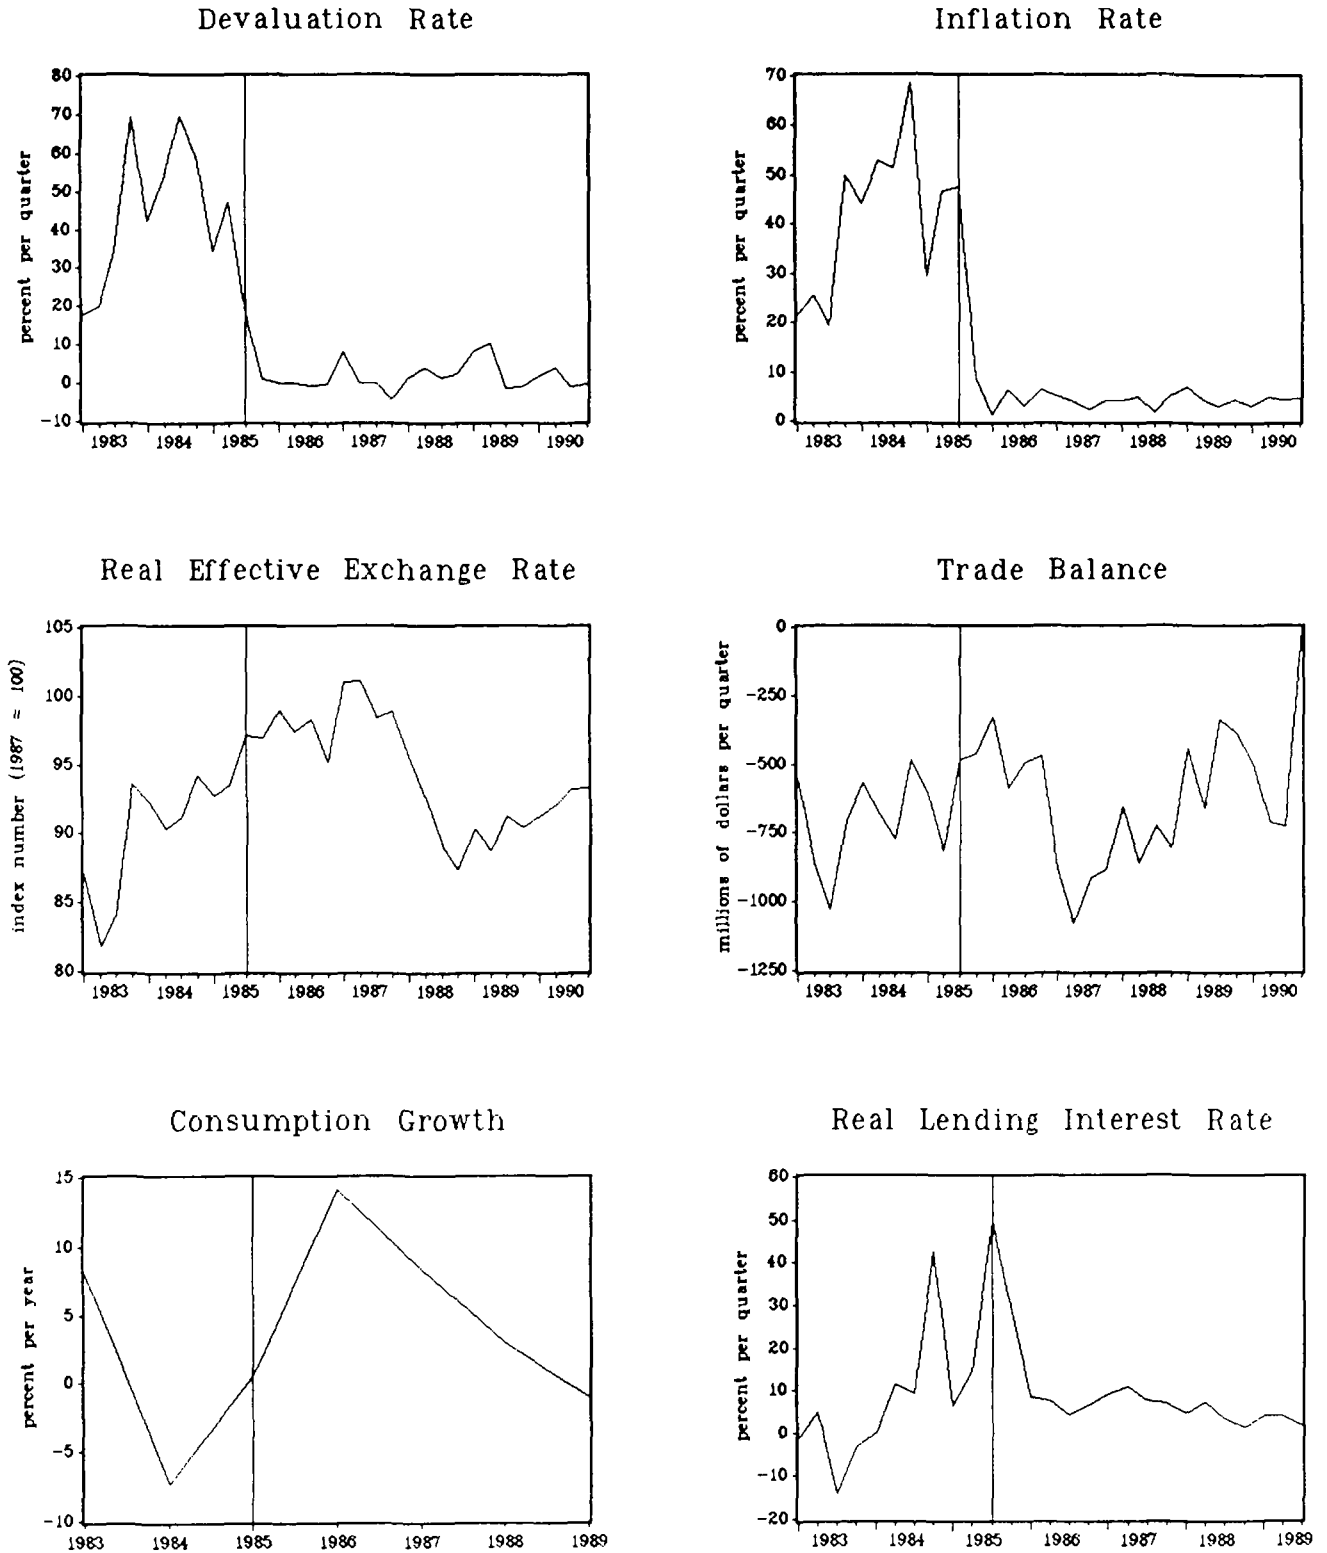 Devaluation Rate
percent per quarter
80
70
60
50
40
30
20
10
0
-10
1983 1984 1985 1986 1987 1988 1989 1990
Inflation Rate
percent per quarter
70
60
50
40
30
20
10
0
1983 1984 1985 1986 1987 1988 1989 1990
Real Effective Exchange Rate
index number (1987 = 100)
105
100
95
90
85
80
1983 1984 1985 1986 1987 1988 1989 1990
Trade Balance
millions of dollars per quarter
0
-250
-500
-750
-1000
-1250
1983 1984 1985 1986 1987 1988 1989 1990
Consumption Growth
percent per year
15
10
5
0
-5
-10
1983 1984 1985 1986 1987 1988 1989
Real Lending Interest Rate
percent per quarter
60
50
40
30
20
10
0
-10
-20
1983 1984 1985 1986 1987 1988 1989